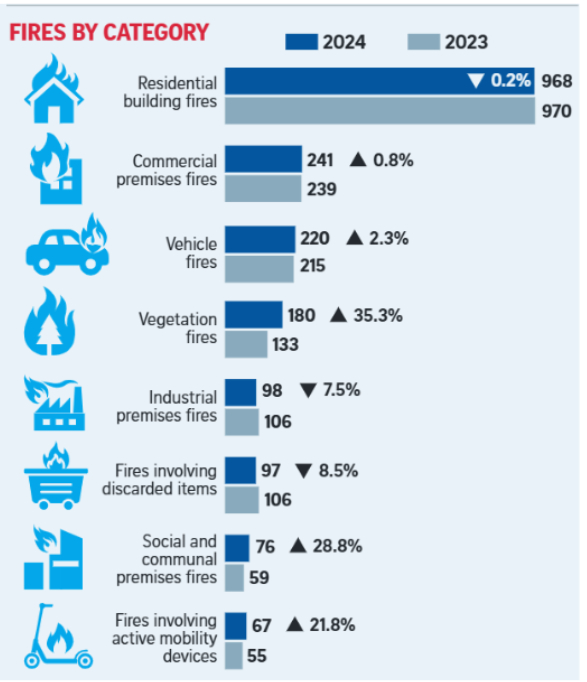 FIRES BY CATEGORY
2024
2023
Residential
building fires
▼ 0.2% 968
970
Commercial
premises fires
241 ▲ 0.8%
239
Vehicle
fires
220 ▲ 2.3%
215
Vegetation
fires
180 ▲ 35.3%
133
Industrial
premises fires
98 ▼ 7.5%
106
Fires involving
discarded items
97 ▼ 8.5%
106
Social and
communal
premises fires
76 ▲ 28.8%
59
Fires involving
active mobility
devices
67 ▲ 21.8%
55